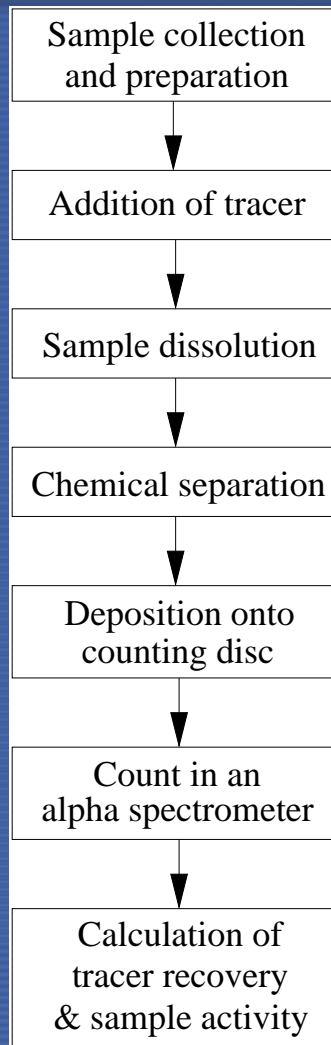 Sample collection
and preparation
Addition of tracer
Sample dissolution
Chemical separation
Deposition onto
counting disc
Count in an
alpha spectrometer
Calculation of
tracer recovery
& sample activity